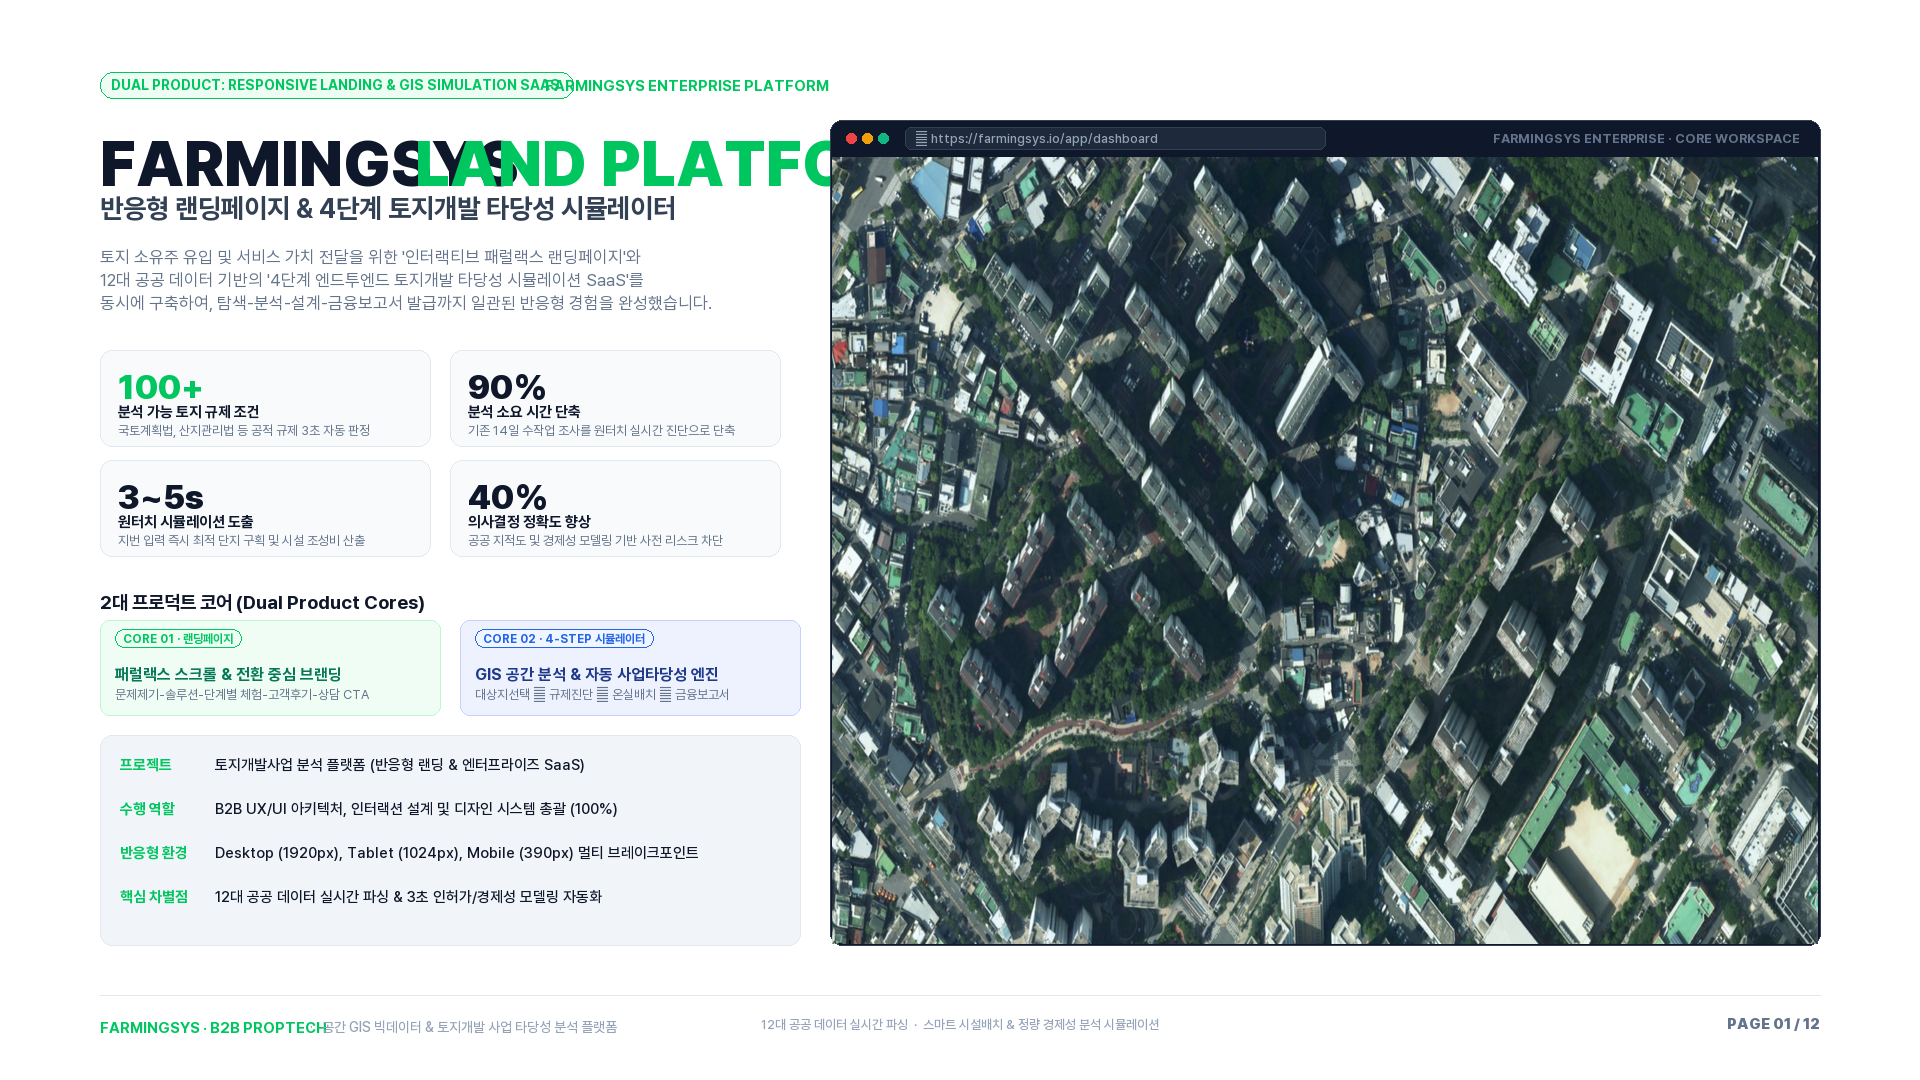 DUAL PRODUCT: RESPONSIVE LANDING & GIS SIMULATION SAAS
FARMINGSYS ENTERPRISE PLATFORM
FARMINGSYS
LAND PLATFO
반응형 랜딩페이지 & 4단계 토지개발 타당성 시뮬레이터
토지 소유주 유입 및 서비스 가치 전달을 위한 '인터랙티브 패럴랙스 랜딩페이지'와
12대 공공 데이터 기반의 '4단계 엔드투엔드 토지개발 타당성 시뮬레이션 SaaS'를
동시에 구축하여, 탐색-분석-설계-금융보고서 발급까지 일관된 반응형 경험을 완성했습니다.
100+
분석 가능 토지 규제 조건
국토계획법, 산지관리법 등 공적 규제 3초 자동 판정
90%
분석 소요 시간 단축
기존 14일 수작업 조사를 원터치 실시간 진단으로 단축
3~5s
원터치 시뮬레이션 도출
지번 입력 즉시 최적 단지 구획 및 시설 조성비 산출
40%
의사결정 정확도 향상
공공 지적도 및 경제성 모델링 기반 사전 리스크 차단
2대 프로덕트 코어 (Dual Product Cores)
CORE 01 · 랜딩페이지
패럴랙스 스크롤 & 전환 중심 브랜딩
문제제기-솔루션-단계별 체험-고객후기-상담 CTA
CORE 02 · 4-STEP 시뮬레이터
GIS 공간 분석 & 자동 사업타당성 엔진
대상지선택 ▤ 규제진단 ▤ 온실배치 ▤ 금융보고서
프로젝트 토지개발사업 분석 플랫폼 (반응형 랜딩 & 엔터프라이즈 SaaS)
수행 역할 B2B UX/UI 아키텍처, 인터랙션 설계 및 디자인 시스템 총괄 (100%)
반응형 환경 Desktop (1920px), Tablet (1024px), Mobile (390px) 멀티 브레이크포인트
핵심 차별점 12대 공공 데이터 실시간 파싱 & 3초 인허가/경제성 모델링 자동화
▤ https://farmingsys.io/app/dashboard
FARMINGSYS ENTERPRISE · CORE WORKSPACE
FARMINGSYS · B2B PROPTECH
공간 GIS 빅데이터 & 토지개발 사업 타당성 분석 플랫폼
12대 공공 데이터 실시간 파싱 · 스마트 시설배치 & 정량 경제성 분석 시뮬레이션
PAGE 01 / 12